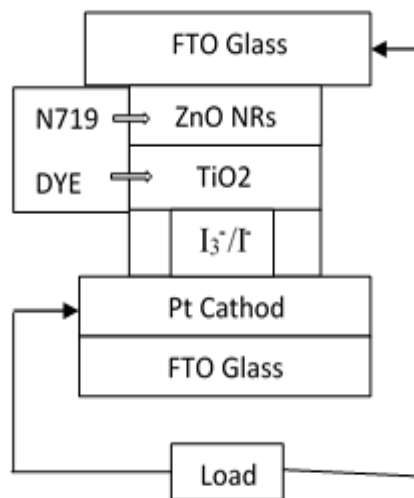 FTO Glass
N719
ZnO NRs
DYE
TiO2
I₃⁻/I⁻
Pt Cathod
FTO Glass
Load